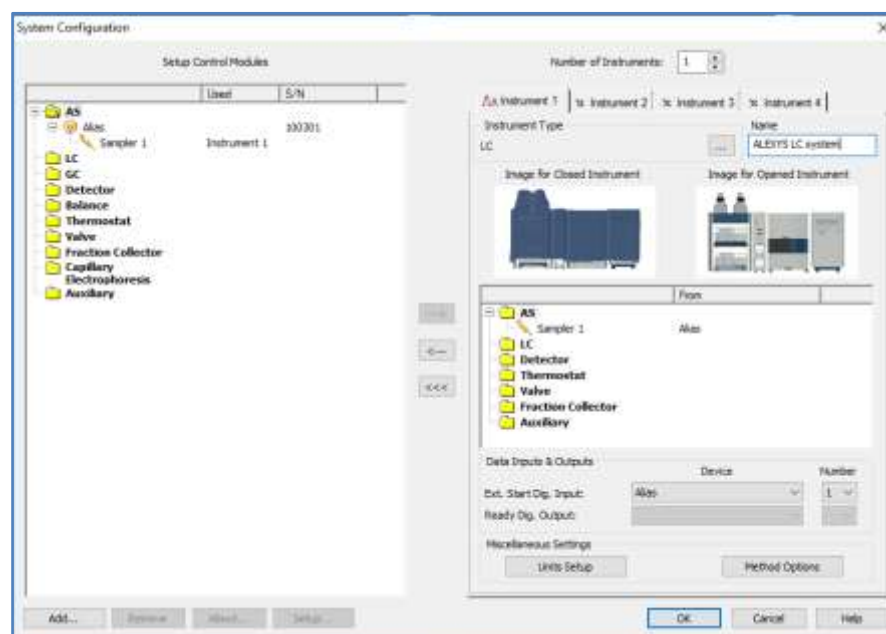 System Configuration
Setup Control Modules
Number of Instruments: 1
Used S/N
AS
Alias 100301
Sampler 1 Instrument 1
LC
GC
Detector
Balance
Thermostat
Valve
Fraction Collector
Capillary
Electrophoresis
Auxiliary
--->
<---
<<<
Instrument 1 Instrument 2 Instrument 3 Instrument 4
Instrument Type Name
LC ... ALEXYS LC system
Image for Closed Instrument Image for Opened Instrument
From
AS
Sampler 1 Alias
LC
Detector
Thermostat
Valve
Fraction Collector
Auxiliary
Data Inputs & Outputs
Device Number
Ext. Start Dig. Input: Alias 1
Ready Dig. Output:
Miscellaneous Settings
Units Setup Method Options
Add... Remove About... Setup... OK Cancel Help